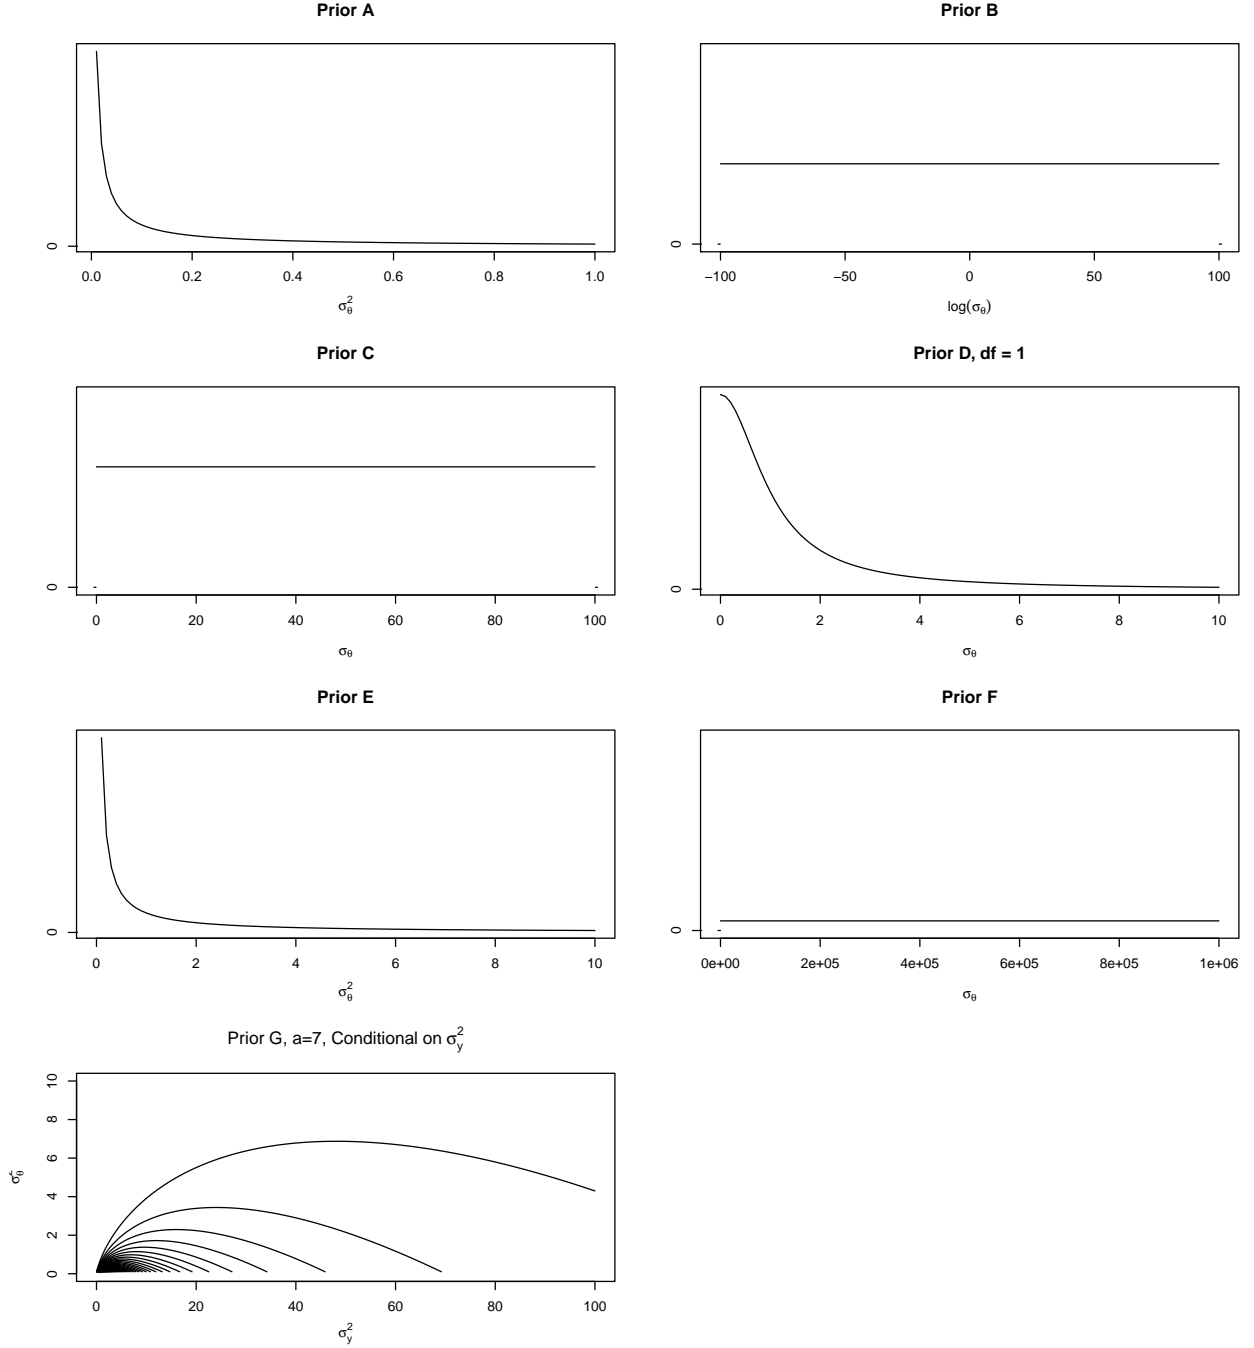 Prior A
0
0.0 0.2 0.4 0.6 0.8 1.0
σ²θ
Prior B
0
−100 −50 0 50 100
log(σθ)
Prior C
0
0 20 40 60 80 100
σθ
Prior D, df = 1
0
0 2 4 6 8 10
σθ
Prior E
0
0 2 4 6 8 10
σ²θ
Prior F
0
0e+00 2e+05 4e+05 6e+05 8e+05 1e+06
σθ
Prior G, a=7, Conditional on σ²y
10
8
6
4
2
0
σ²θ
0 20 40 60 80 100
σ²y